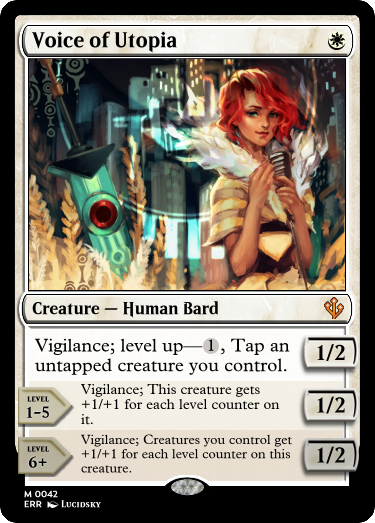 Voice of Utopia
Creature — Human Bard
Vigilance; level up—1, Tap an
untapped creature you control.
1/2
LEVEL
1-5
Vigilance; This creature gets
+1/+1 for each level counter on
it.
1/2
LEVEL
6+
Vigilance; Creatures you control get
+1/+1 for each level counter on this
creature.
1/2
M 0042
ERR Lucidsky